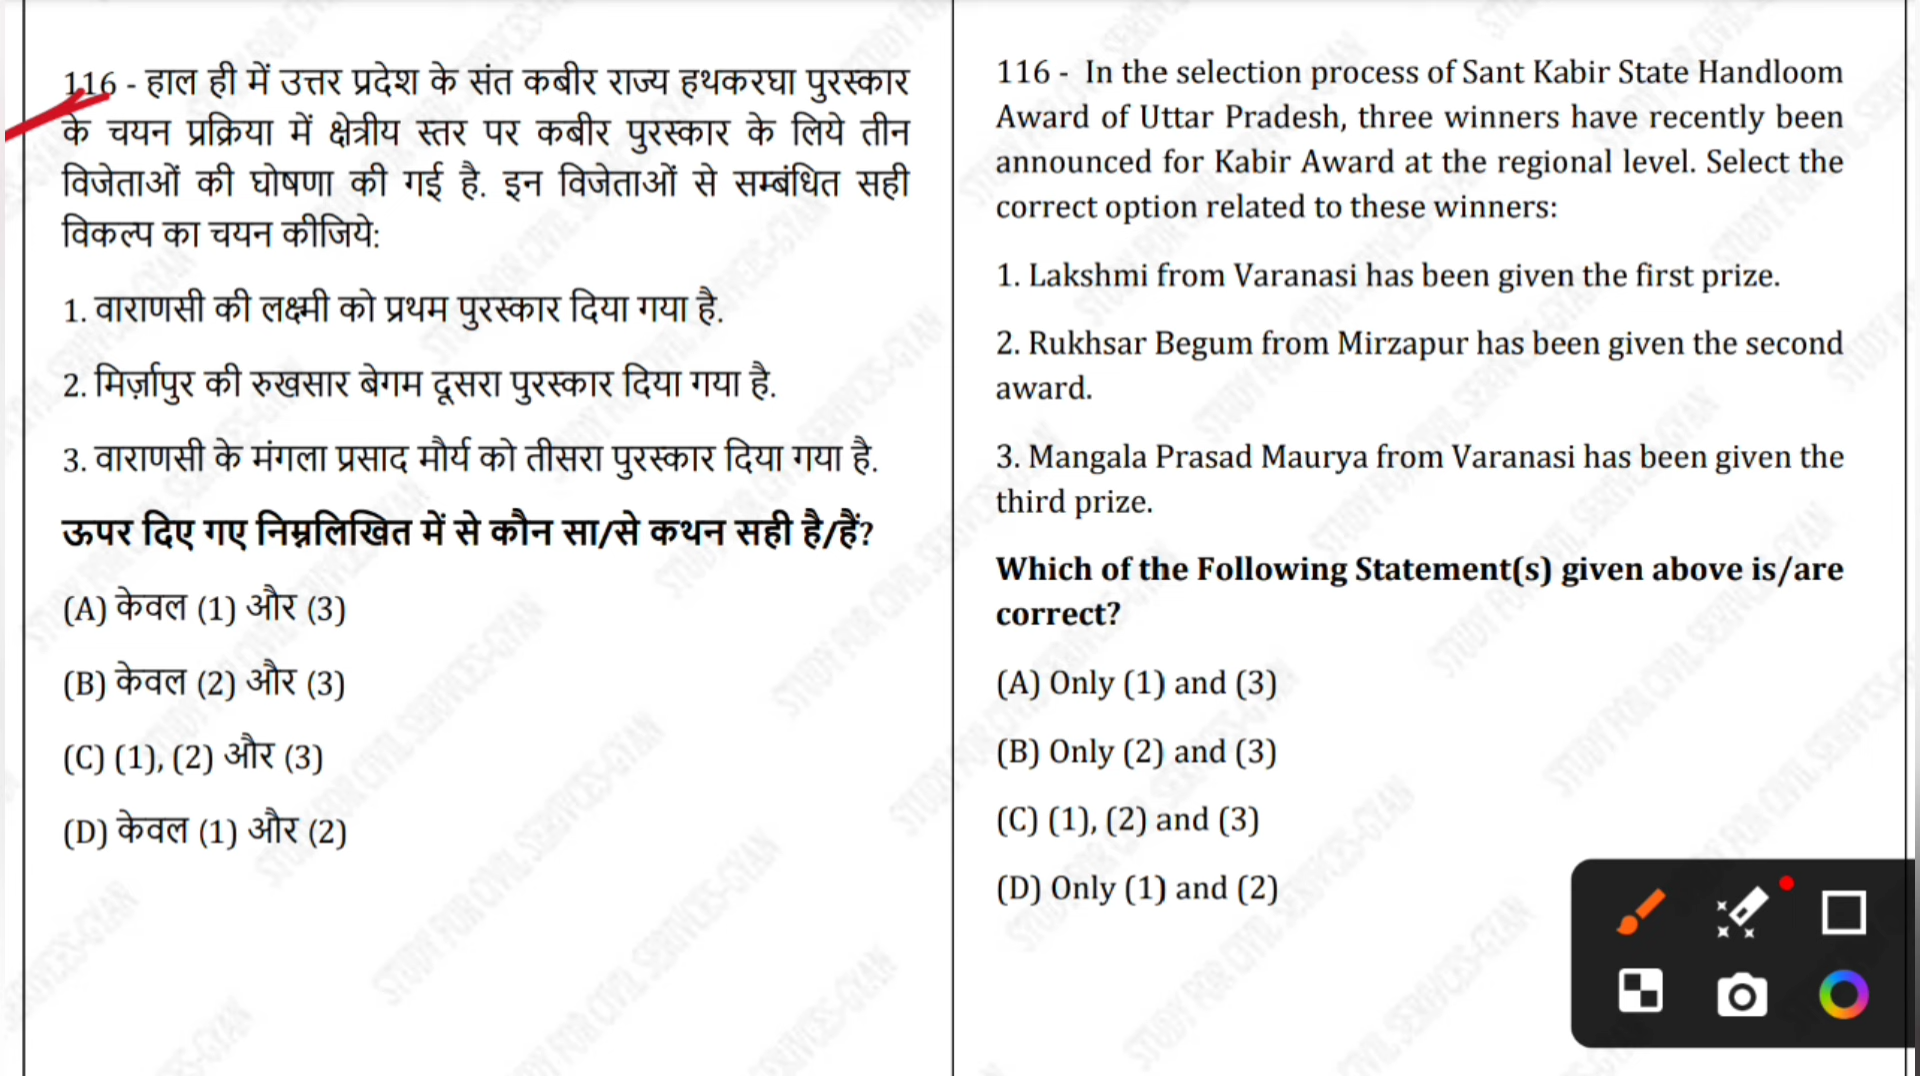 116 - हाल ही में उत्तर प्रदेश के संत कबीर राज्य हथकरघा पुरस्कार
के चयन प्रक्रिया में क्षेत्रीय स्तर पर कबीर पुरस्कार के लिये तीन
विजेताओं की घोषणा की गई है. इन विजेताओं से सम्बंधित सही
विकल्प का चयन कीजिये:
1. वाराणसी की लक्ष्मी को प्रथम पुरस्कार दिया गया है.
2. मिर्ज़ापुर की रुखसार बेगम दूसरा पुरस्कार दिया गया है.
3. वाराणसी के मंगला प्रसाद मौर्य को तीसरा पुरस्कार दिया गया है.
ऊपर दिए गए निम्नलिखित में से कौन सा/से कथन सही है/हैं?
(A) केवल (1) और (3)
(B) केवल (2) और (3)
(C) (1), (2) और (3)
(D) केवल (1) और (2)
116 - In the selection process of Sant Kabir State Handloom
Award of Uttar Pradesh, three winners have recently been
announced for Kabir Award at the regional level. Select the
correct option related to these winners:
1. Lakshmi from Varanasi has been given the first prize.
2. Rukhsar Begum from Mirzapur has been given the second
award.
3. Mangala Prasad Maurya from Varanasi has been given the
third prize.
Which of the Following Statement(s) given above is/are
correct?
(A) Only (1) and (3)
(B) Only (2) and (3)
(C) (1), (2) and (3)
(D) Only (1) and (2)